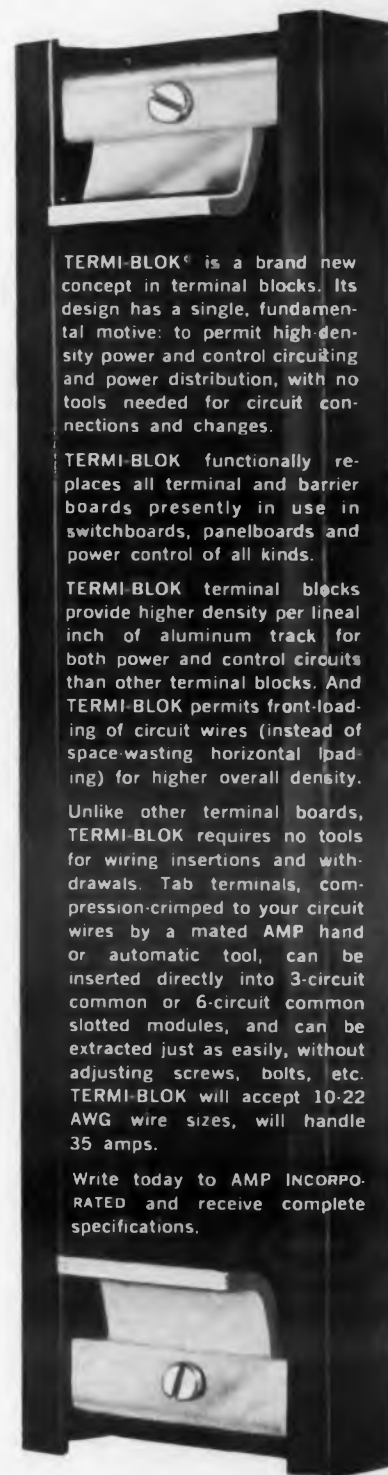 TERMI-BLOK® is a brand new
concept in terminal blocks. Its
design has a single, fundamen-
tal motive: to permit high-den-
sity power and control circuiting
and power distribution, with no
tools needed for circuit con-
nections and changes.
TERMI-BLOK functionally re-
places all terminal and barrier
boards presently in use in
switchboards, panelboards and
power control of all kinds.
TERMI-BLOK terminal blocks
provide higher density per lineal
inch of aluminum track for
both power and control circuits
than other terminal blocks. And
TERMI-BLOK permits front-load-
ing of circuit wires (instead of
space-wasting horizontal load-
ing) for higher overall density.
Unlike other terminal boards,
TERMI-BLOK requires no tools
for wiring insertions and with-
drawals. Tab terminals, com-
pression-crimped to your circuit
wires by a mated AMP hand
or automatic tool, can be
inserted directly into 3-circuit
common or 6-circuit common
slotted modules, and can be
extracted just as easily, without
adjusting screws, bolts, etc.
TERMI-BLOK will accept 10-22
AWG wire sizes, will handle
35 amps.
Write today to AMP INCORPO-
RATED and receive complete
specifications.